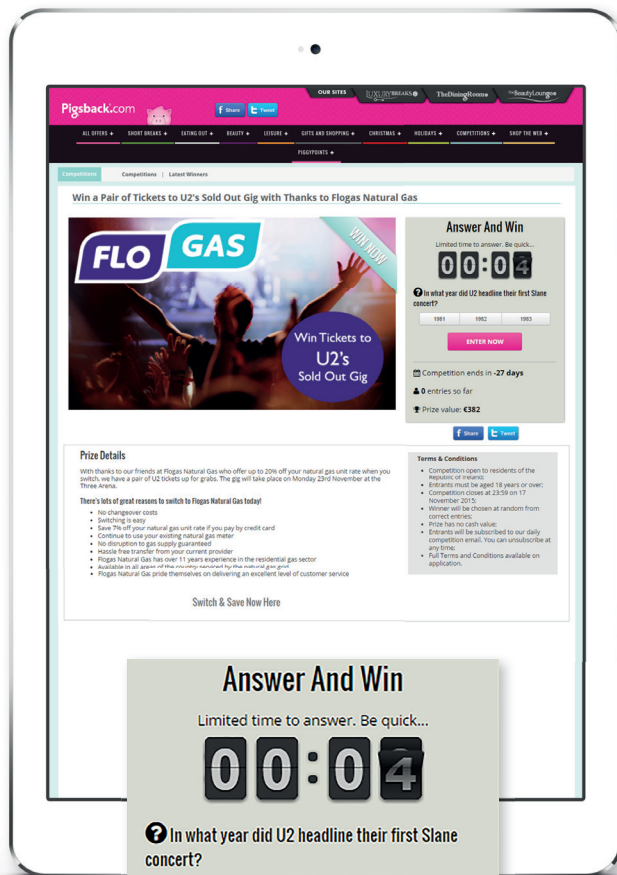 OUR SITES LUXURYBREAKS TheDiningRoom theBeautyLounge
Pigsback.com
Share Tweet
ALL OFFERS + SHORT BREAKS + EATING OUT + BEAUTY + LEISURE + GIFTS AND SHOPPING + CHRISTMAS + HOLIDAYS + COMPETITIONS + SHOP THE WEB +
PIGGYPOINTS +
Competitions Competitions | Latest Winners
Win a Pair of Tickets to U2's Sold Out Gig with Thanks to Flogas Natural Gas
FLO GAS
WIN NOW
Win Tickets to
U2's
Sold Out Gig
Answer And Win
Limited time to answer. Be quick...
00:04
In what year did U2 headline their first Slane
concert?
1981 1982 1983
ENTER NOW
Competition ends in -27 days
0 entries so far
Prize value: €382
Share Tweet
Prize Details
With thanks to our friends at Flogas Natural Gas who offer up to 20% off your natural gas unit rate when you
switch, we have a pair of U2 tickets up for grabs. The gig will take place on Monday 23rd November at the
Three Arena.
There's lots of great reasons to switch to Flogas Natural Gas today!
• No changeover costs
• Switching is easy
• Save 7% off your natural gas unit rate if you pay by credit card
• Continue to use your existing natural gas meter
• No disruption to gas supply guaranteed
• Hassle free transfer from your current provider
• Flogas Natural Gas has over 11 years experience in the residential gas sector
• Available in all areas of the country serviced by the natural gas grid
• Flogas Natural Gas pride themselves on delivering an excellent level of customer service
Switch & Save Now Here
Terms & Conditions
• Competition open to residents of the
Republic of Ireland;
• Entrants must be aged 18 years or over;
• Competition closes at 23:59 on 17
November 2015;
• Winner will be chosen at random from
correct entries;
• Prize has no cash value;
• Entrants will be subscribed to our daily
competition email. You can unsubscribe at
any time;
• Full Terms and Conditions available on
application.
Answer And Win
Limited time to answer. Be quick...
00:04
In what year did U2 headline their first Slane
concert?